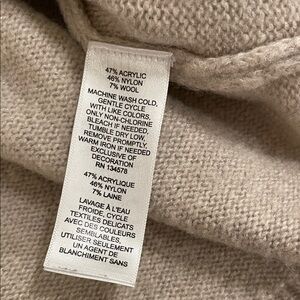 47% ACRYLIC
46% NYLON
7% WOOL
MACHINE WASH COLD,
GENTLE CYCLE
WITH LIKE COLORS,
ONLY NON-CHLORINE
BLEACH IF NEEDED,
TUMBLE DRY LOW,
REMOVE PROMPTLY.
WARM IRON IF NEEDED
EXCLUSIVE OF
DECORATION
RN 134578
47% ACRYLIQUE
46% NYLON
7% LAINE
LAVAGE À L'EAU
FROIDE, CYCLE
TEXTILES DELICATS
AVEC DES COULEURS
SEMBLABLES,
UTILISER SEULEMENT
UN AGENT DE
BLANCHIMENT SANS